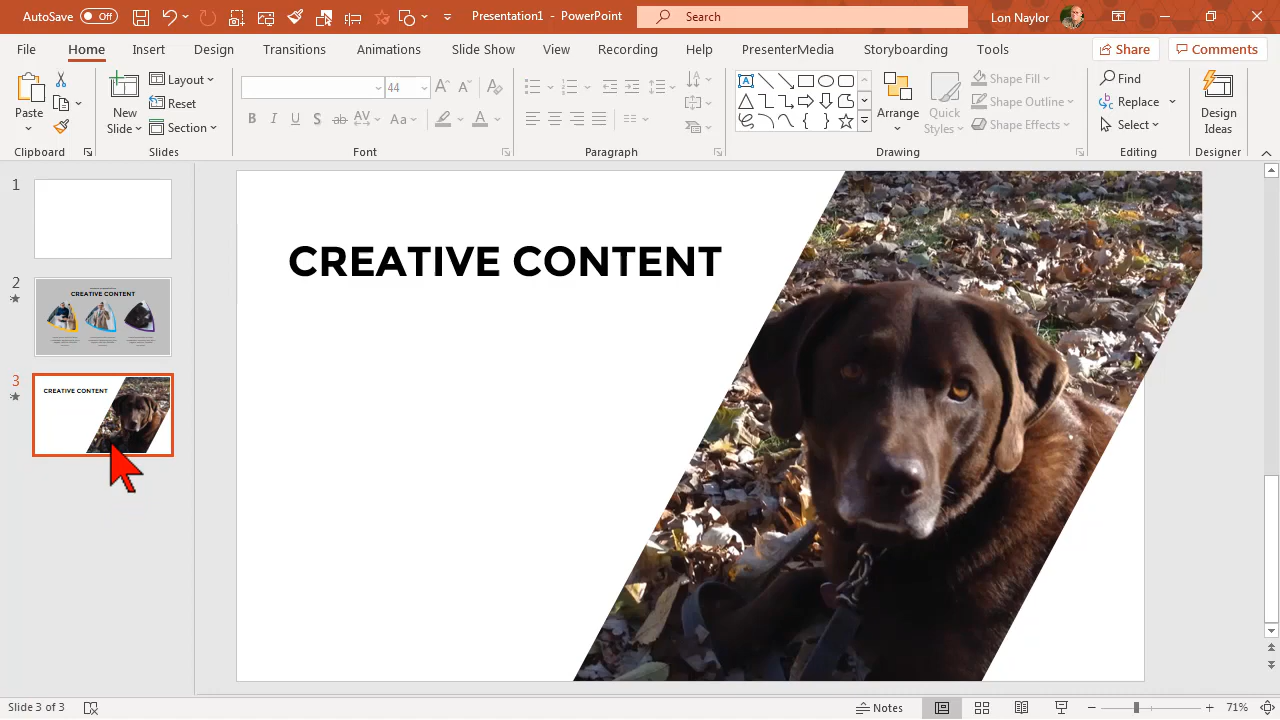 AutoSave Off Presentation1 - PowerPoint Search Lon Naylor
File Home Insert Design Transitions Animations Slide Show View Recording Help PresenterMedia Storyboarding Tools Share Comments
Paste
Clipboard
New
Slide
Layout
Reset
Section
Slides
44
B I U S ab AV Aa A
Font
Paragraph
Arrange
Quick
Styles
Shape Fill
Shape Outline
Shape Effects
Drawing
Find
Replace
Select
Editing
Design
Ideas
Designer
1
2
CREATIVE CONTENT
3
CREATIVE CONTENT
CREATIVE CONTENT
Slide 3 of 3 Notes 71%